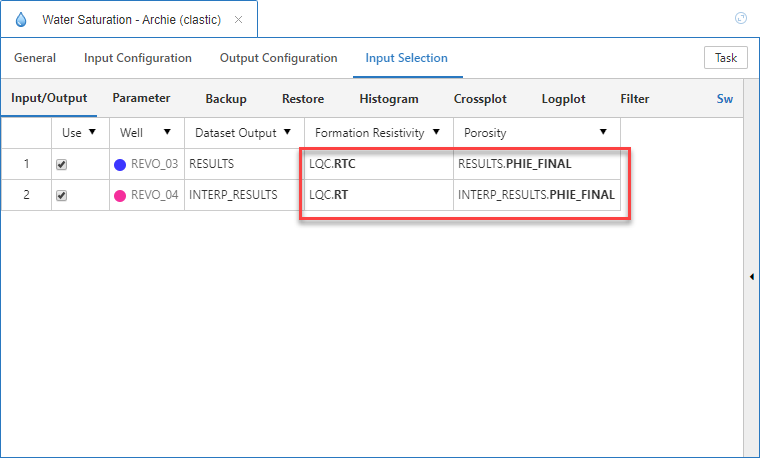 Water Saturation - Archie (clastic)
General Input Configuration Output Configuration Input Selection Task
Input/Output Parameter Backup Restore Histogram Crossplot Logplot Filter Sw
Use Well Dataset Output Formation Resistivity Porosity
1 REVO_03 RESULTS LQC.RTC RESULTS.PHIE_FINAL
2 REVO_04 INTERP_RESULTS LQC.RT INTERP_RESULTS.PHIE_FINAL